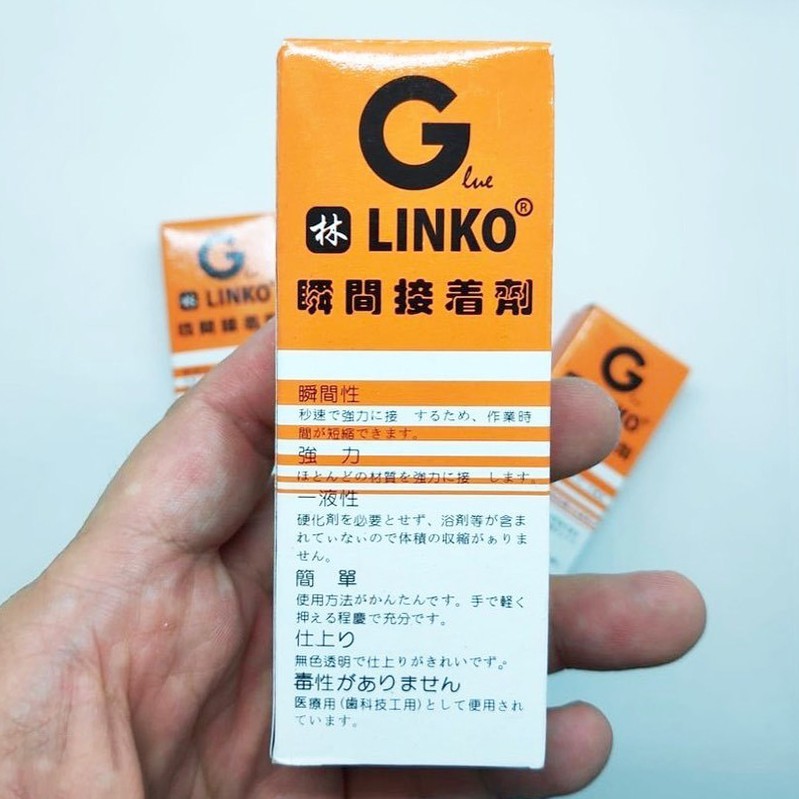 Glue
林 LINKO®
瞬間接着劑
瞬間性
秒速で強力に接 するため、作業時
間が短縮できます。
強 力
ほとんどの材質を強力に接 します。
一液性
硬化剤を必要とせず、浴剤等が含ま
れていないので体積の収縮がありま
せん。
簡 單
使用方法がかんたんです。手で軽く
押える程慶で充分です。
仕上り
無色透明で仕上りがきれいでず。
毒性がありません
医療用(歯科技工用)として使用され
ています。
G
林 LINKO®
G